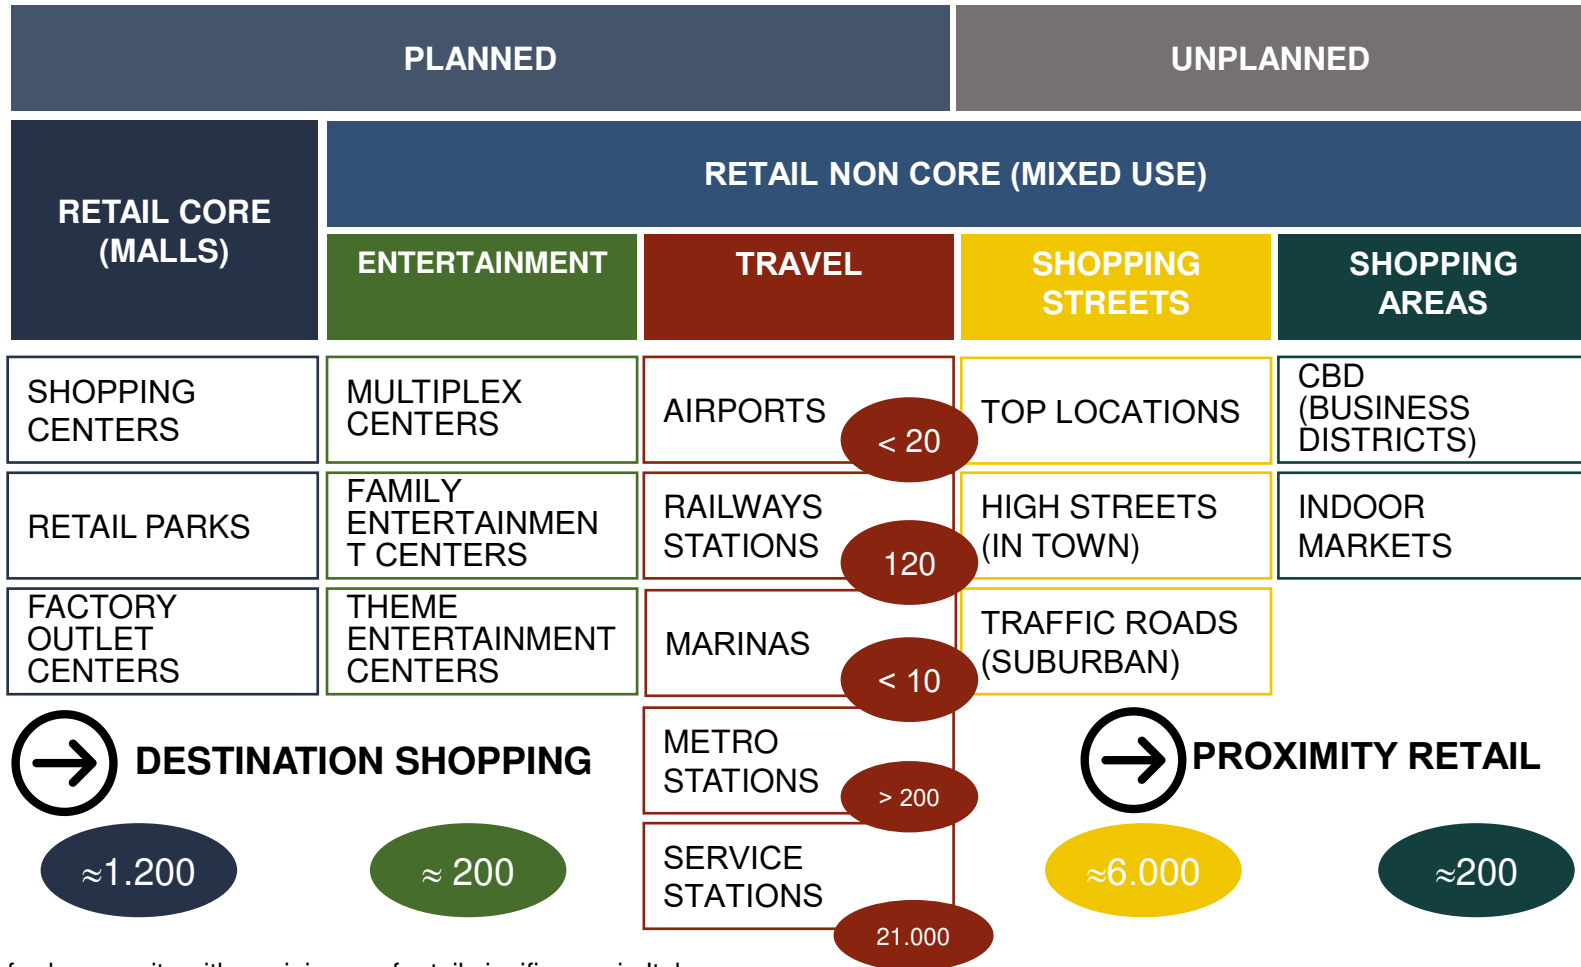 PLANNED
UNPLANNED
RETAIL CORE
(MALLS)
RETAIL NON CORE (MIXED USE)
ENTERTAINMENT
TRAVEL
SHOPPING
STREETS
SHOPPING
AREAS
SHOPPING
CENTERS
MULTIPLEX
CENTERS
AIRPORTS
< 20
TOP LOCATIONS
CBD
(BUSINESS
DISTRICTS)
RETAIL PARKS
FAMILY
ENTERTAINMEN
T CENTERS
RAILWAYS
STATIONS
120
HIGH STREETS
(IN TOWN)
INDOOR
MARKETS
FACTORY
OUTLET
CENTERS
THEME
ENTERTAINMENT
CENTERS
MARINAS
< 10
TRAFFIC ROADS
(SUBURBAN)
DESTINATION SHOPPING
METRO
STATIONS
> 200
PROXIMITY RETAIL
≈1.200
≈ 200
SERVICE
STATIONS
21.000
≈6.000
≈200